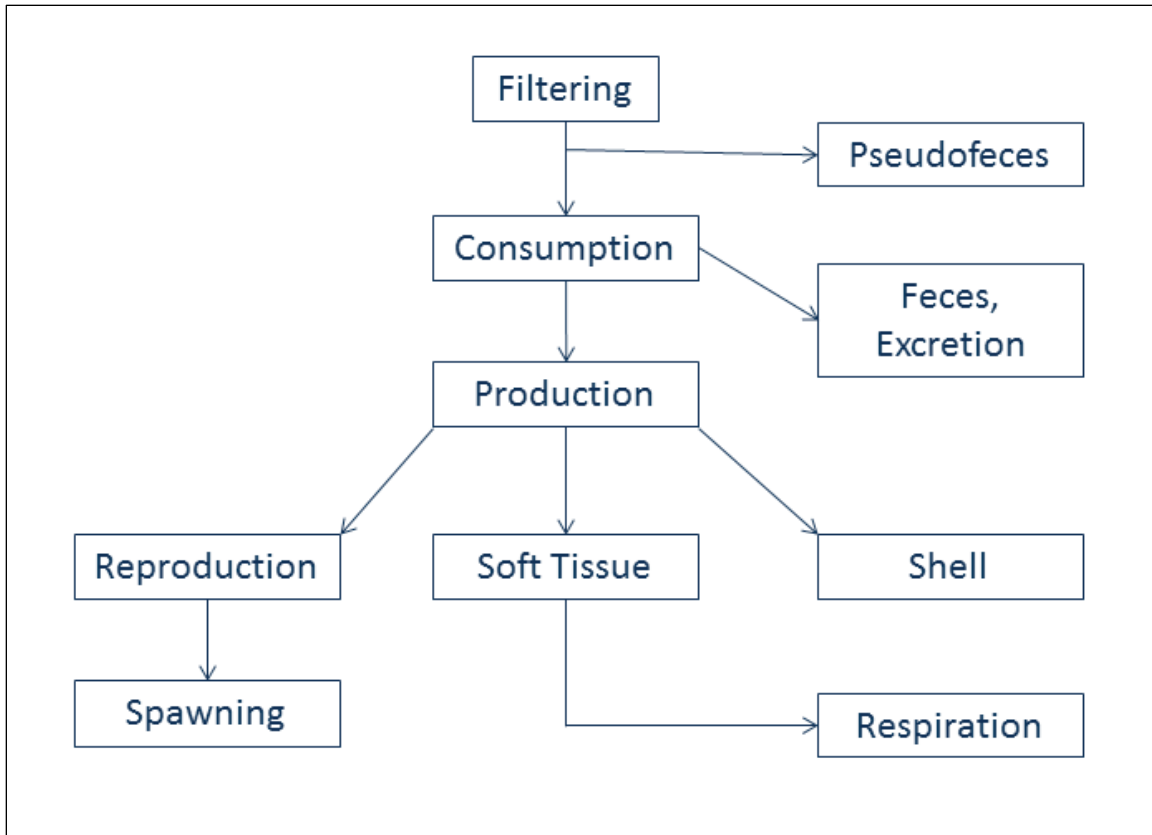 Filtering
Pseudofeces
Consumption
Feces,
Excretion
Production
Reproduction
Soft Tissue
Shell
Spawning
Respiration